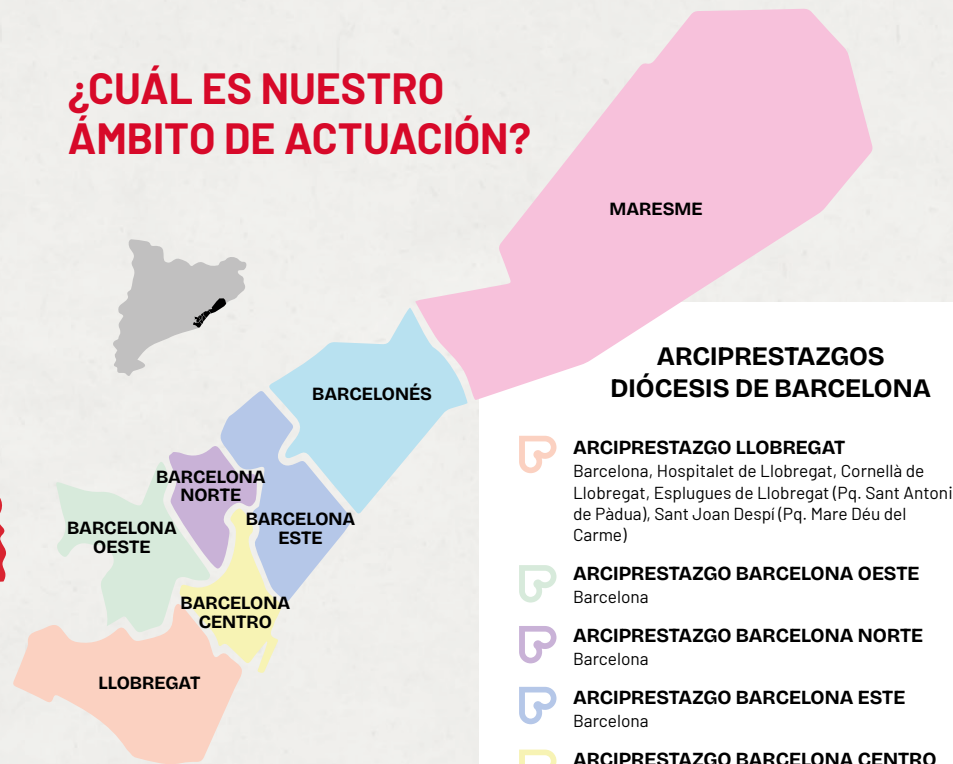 ¿CUÁL ES NUESTRO
ÁMBITO DE ACTUACIÓN?
MARESME
BARCELONÉS
BARCELONA
NORTE
BARCELONA
ESTE
BARCELONA
OESTE
BARCELONA
CENTRO
LLOBREGAT
ARCIPRESTAZGOS
DIÓCESIS DE BARCELONA
ARCIPRESTAZGO LLOBREGAT
Barcelona, Hospitalet de Llobregat, Cornellà de
Llobregat, Esplugues de Llobregat (Pq. Sant Antoni
de Pàdua), Sant Joan Despí (Pq. Mare Déu del
Carme)
ARCIPRESTAZGO BARCELONA OESTE
Barcelona
ARCIPRESTAZGO BARCELONA NORTE
Barcelona
ARCIPRESTAZGO BARCELONA ESTE
Barcelona
ARCIPRESTAZGO BARCELONA CENTRO